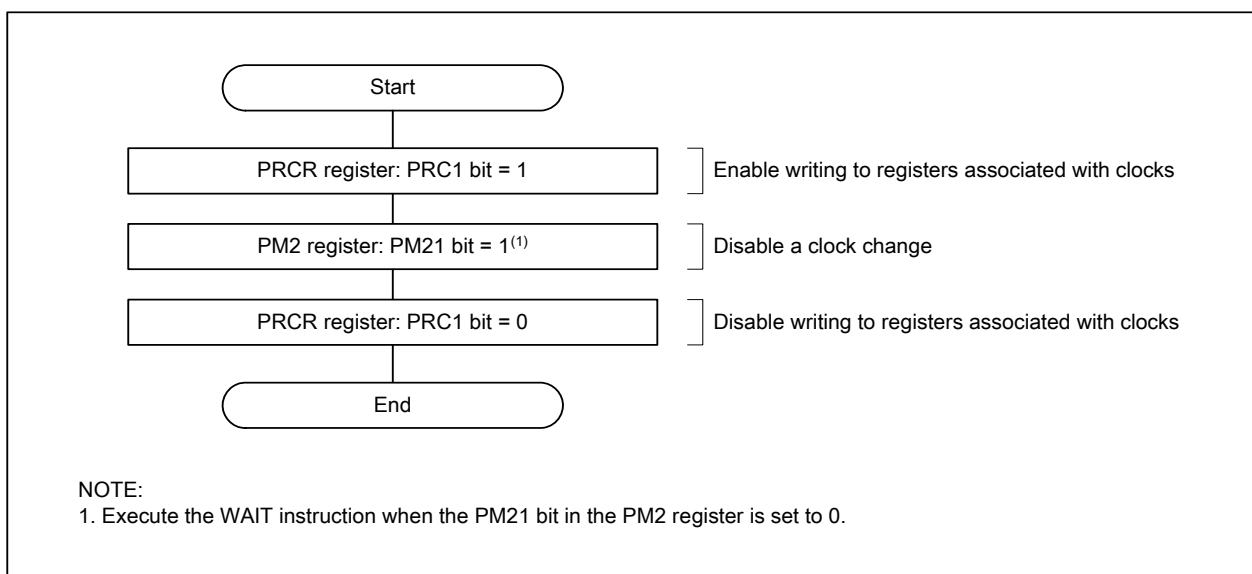 Start
PRCR register: PRC1 bit = 1
Enable writing to registers associated with clocks
PM2 register: PM21 bit = 1(1)
Disable a clock change
PRCR register: PRC1 bit = 0
Disable writing to registers associated with clocks
End
NOTE:
1. Execute the WAIT instruction when the PM21 bit in the PM2 register is set to 0.